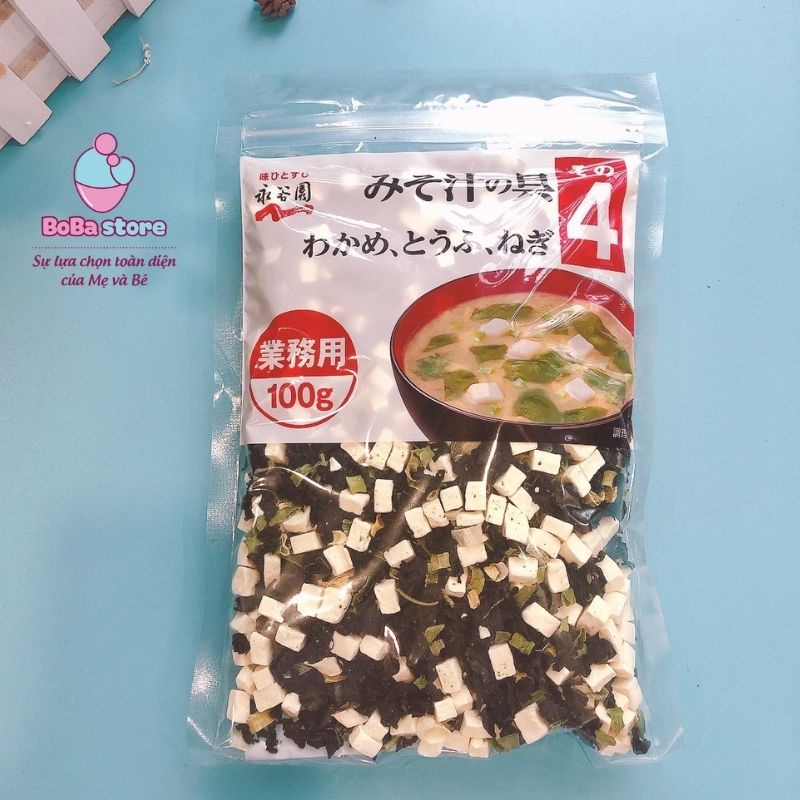 BoBa store
Sự lựa chọn toàn diện
của Mẹ và Bé
味ひとすじ
永谷園
みそ汁の具
その
4
わかめ、とうふ、ねぎ
業務用
100g